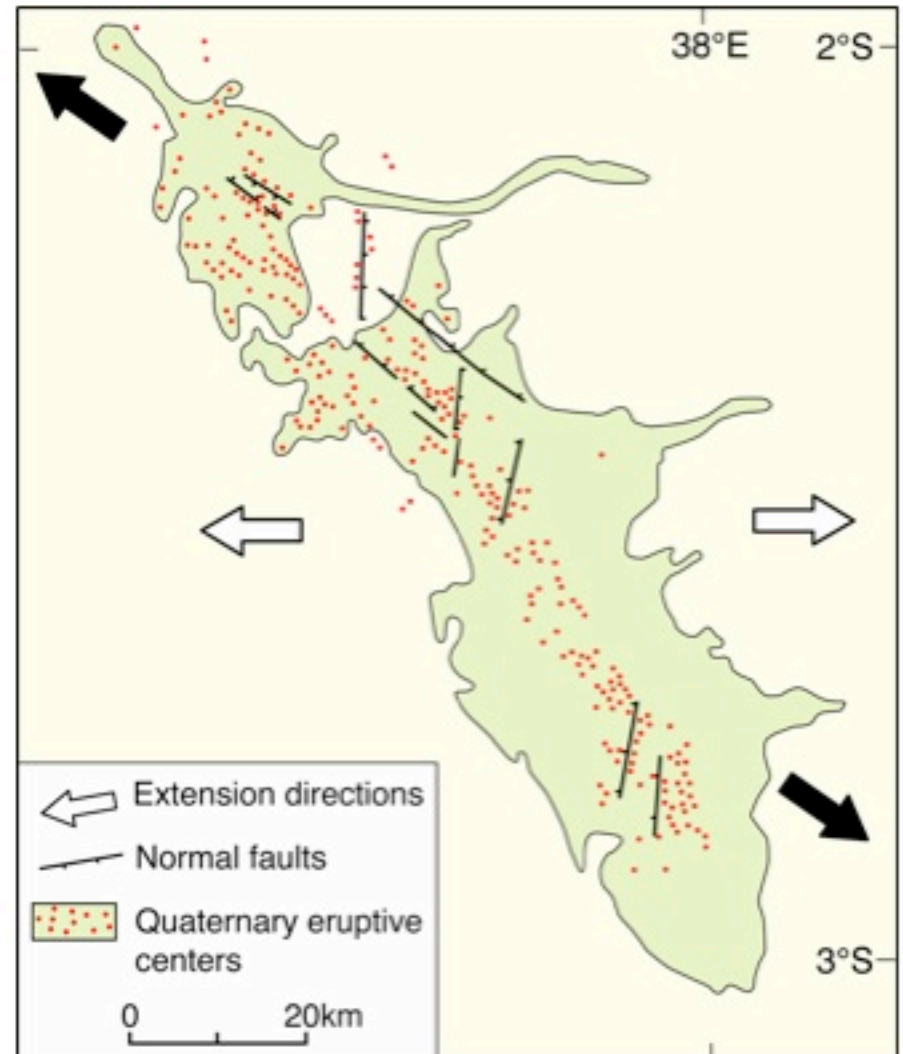 38°E
2°S
3°S
Extension directions
Normal faults
Quaternary eruptive
centers
0
20km